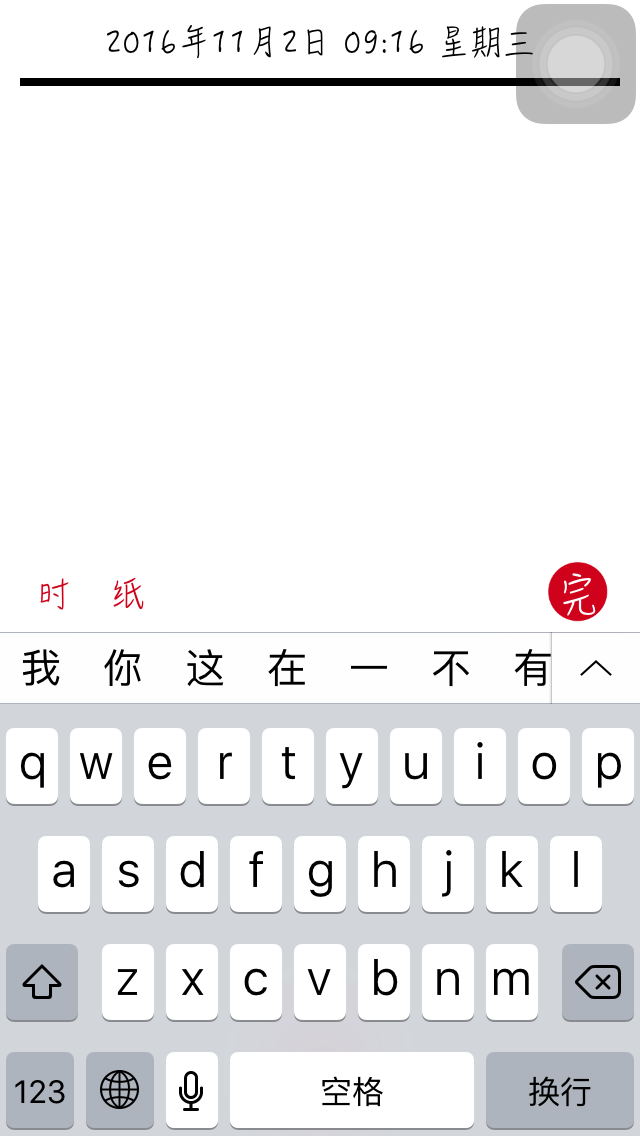 2016年11月2日 09:16 星期三
时 纸 完
我 你 这 在 一 不 有
q w e r t y u i o p
a s d f g h j k l
z x c v b n m
123 空格 换行